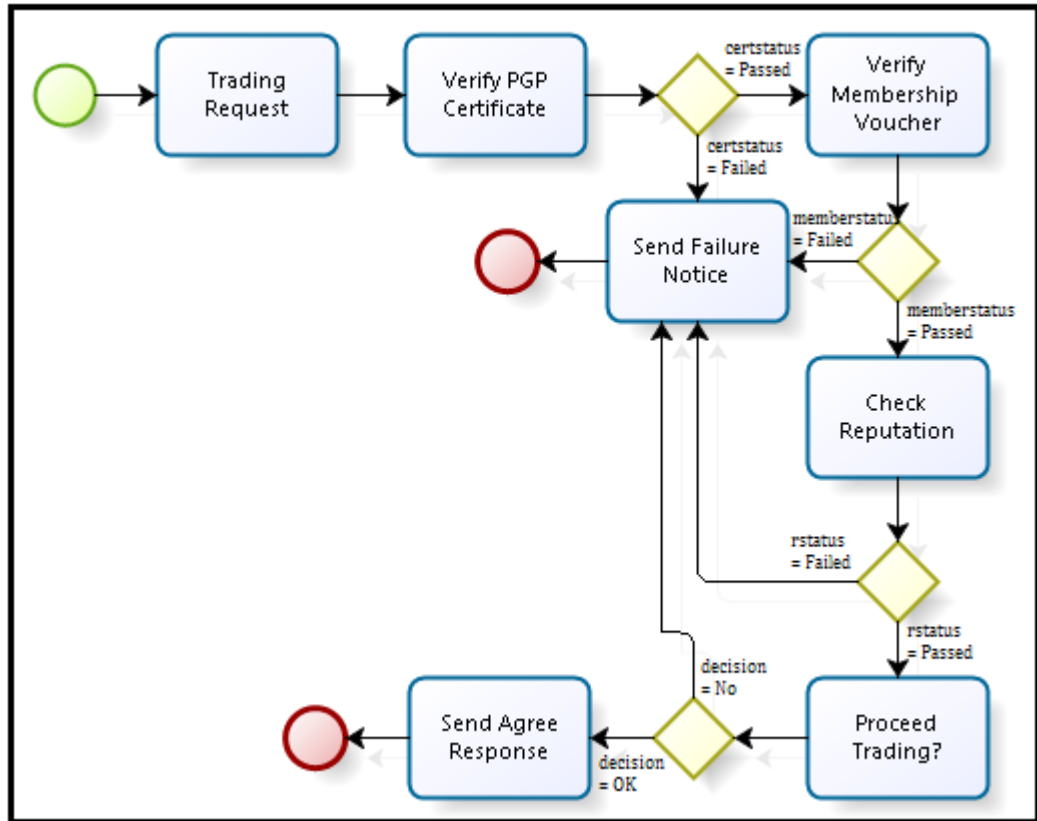 Trading
Request
Verify PGP
Certificate
certstatus
= Passed
Verify
Membership
Voucher
certstatus
= Failed
Send Failure
Notice
memberstatus
= Failed
memberstatus
= Passed
Check
Reputation
rstatus
= Failed
rstatus
= Passed
decision
= No
Send Agree
Response
decision
= OK
Proceed
Trading?